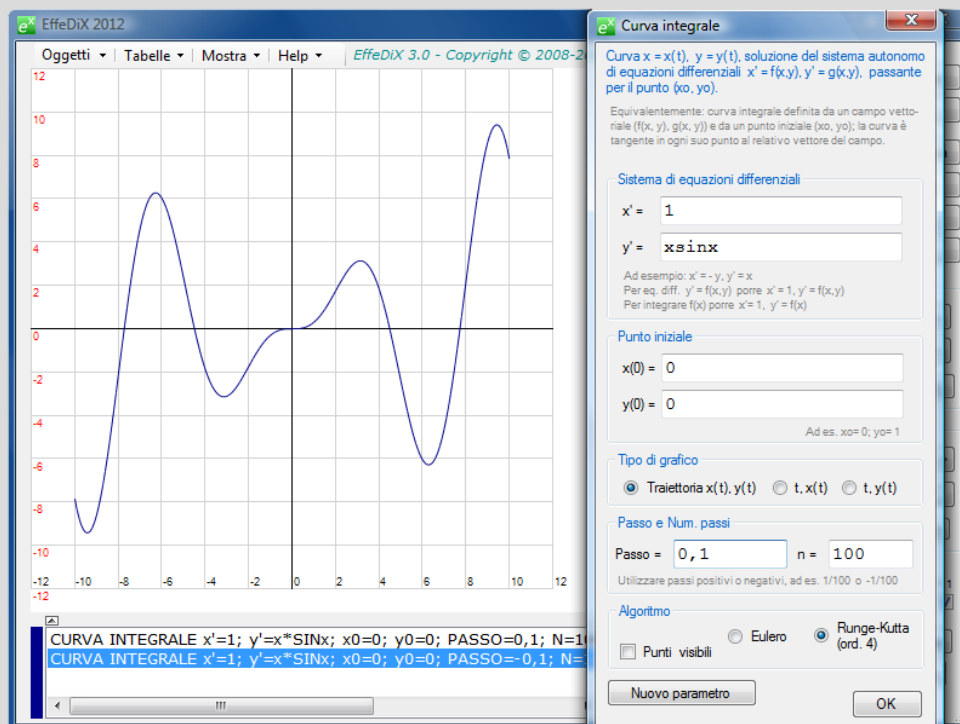 EffeDiX 2012
Oggetti Tabelle Mostra Help EffeDiX 3.0 - Copyright © 2008-2
12
10
8
6
4
2
0
-2
-4
-6
-8
-10
-12
-12 -10 -8 -6 -4 -2 0 2 4 6 8 10 12
CURVA INTEGRALE x'=1; y'=x*SINx; x0=0; y0=0; PASSO=0,1; N=1
CURVA INTEGRALE x'=1; y'=x*SINx; x0=0; y0=0; PASSO=-0,1; N=
Curva integrale
Curva x = x(t), y = y(t), soluzione del sistema autonomo
di equazioni differenziali x' = f(x,y), y' = g(x,y), passante
per il punto (xo, yo).
Equivalentemente: curva integrale definita da un campo vetto-
riale (f(x, y), g(x, y)) e da un punto iniziale (xo, yo); la curva è
tangente in ogni suo punto al relativo vettore del campo.
Sistema di equazioni differenziali
x' = 1
y' = xsinx
Ad esempio: x' = - y, y' = x
Per eq. diff. y' = f(x,y) porre x' = 1, y' = f(x,y)
Per integrare f(x) porre x'= 1, y' = f(x)
Punto iniziale
x(0) = 0
y(0) = 0
Ad es. xo= 0; yo= 1
Tipo di grafico
Traiettoria x(t), y(t) t, x(t) t, y(t)
Passo e Num. passi
Passo = 0,1 n = 100
Utilizzare passi positivi o negativi, ad es. 1/100 o -1/100
Algoritmo
Punti visibili Eulero Runge-Kutta
(ord. 4)
Nuovo parametro OK